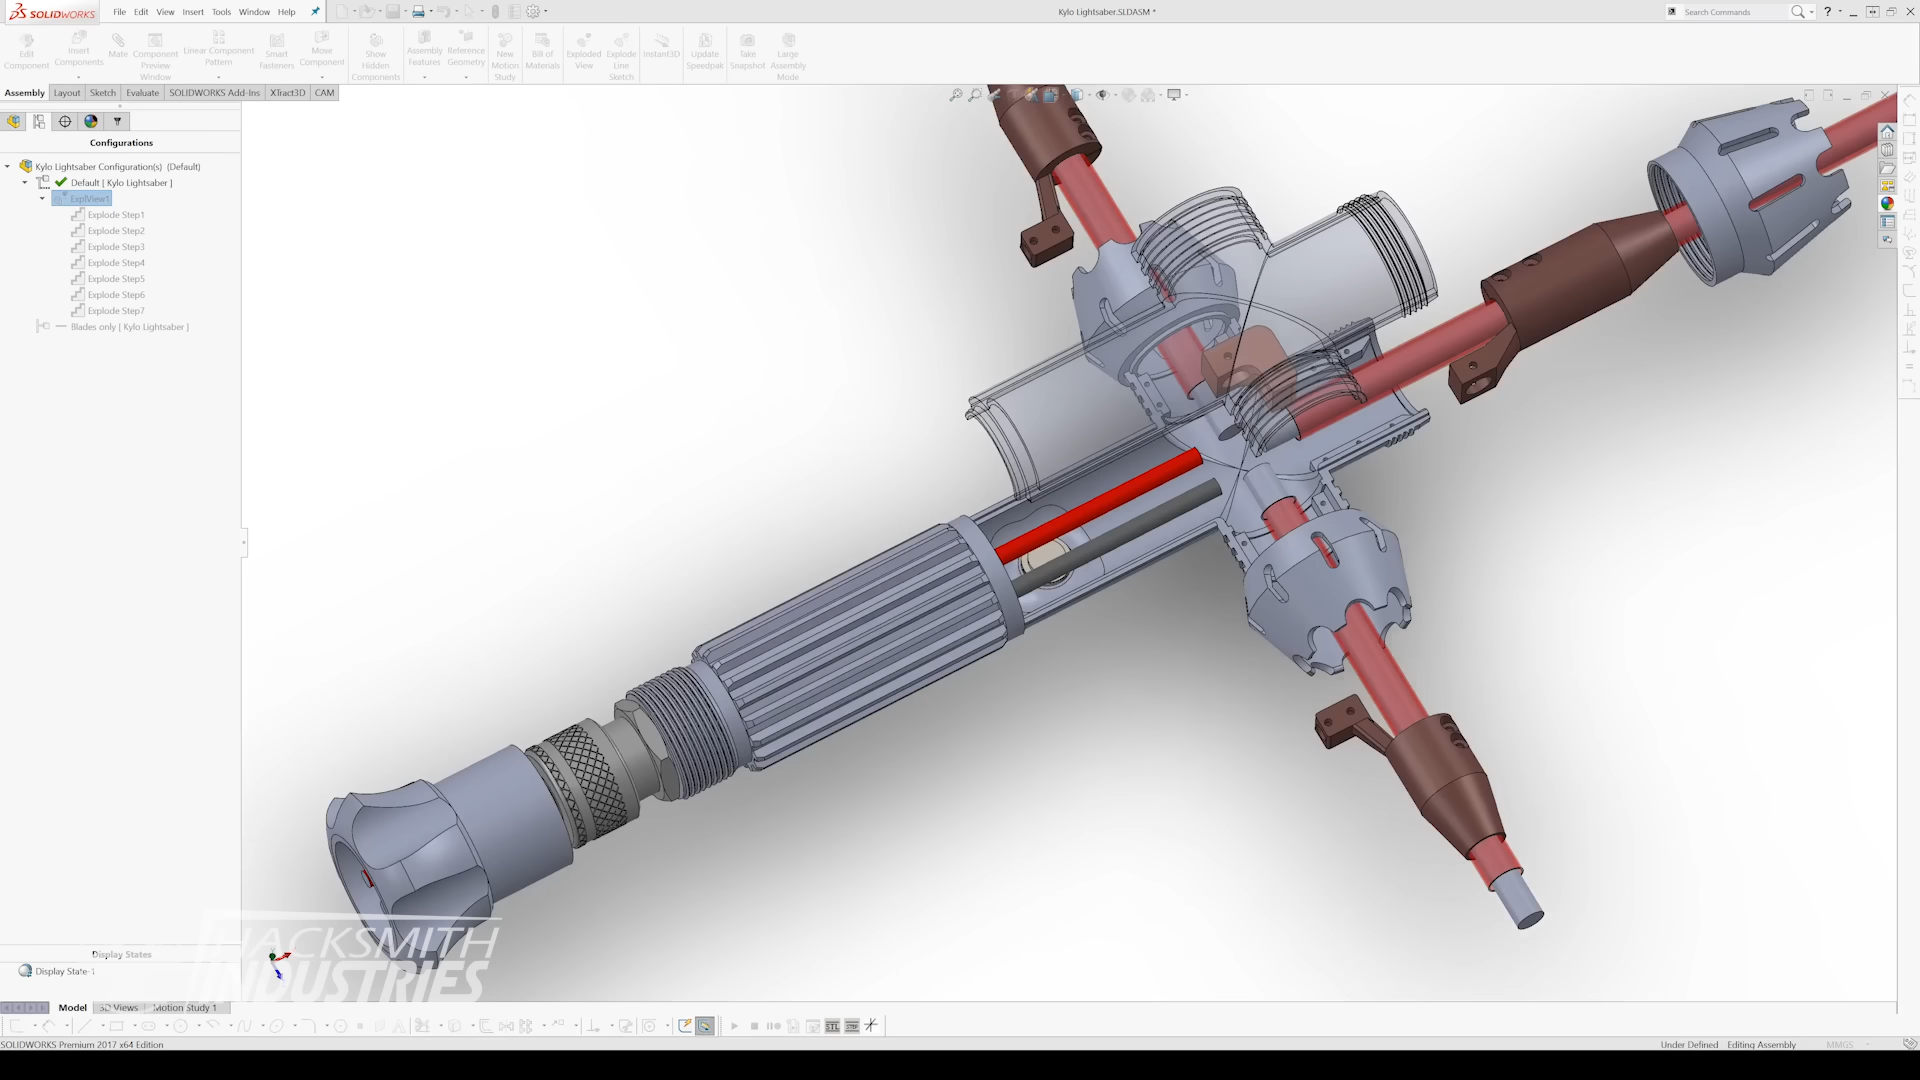 SOLIDWORKS File Edit View Insert Tools Window Help
Kylo Lightsaber.SLDASM *
Search Commands
?
Edit Component
Insert Components
Mate
Component Preview Window
Linear Component Pattern
Smart Fasteners
Move Component
Show Hidden Components
Assembly Features
Reference Geometry
New Motion Study
Bill of Materials
Exploded View
Explode Line Sketch
Instant3D
Update Speedpak
Take Snapshot
Large Assembly Mode
Assembly Layout Sketch Evaluate SOLIDWORKS Add-Ins XTract3D CAM
Configurations
Kylo Lightsaber Configuration(s) (Default)
Default [ Kylo Lightsaber ]
ExplView1
Explode Step1
Explode Step2
Explode Step3
Explode Step4
Explode Step5
Explode Step6
Explode Step7
Blades only [ Kylo Lightsaber ]
HACKSMITH
INDUSTRIES
Display States
Display State-1
Model 3D Views Motion Study 1
STL STEP
SOLIDWORKS Premium 2017 x64 Edition
Under Defined Editing Assembly MMGS